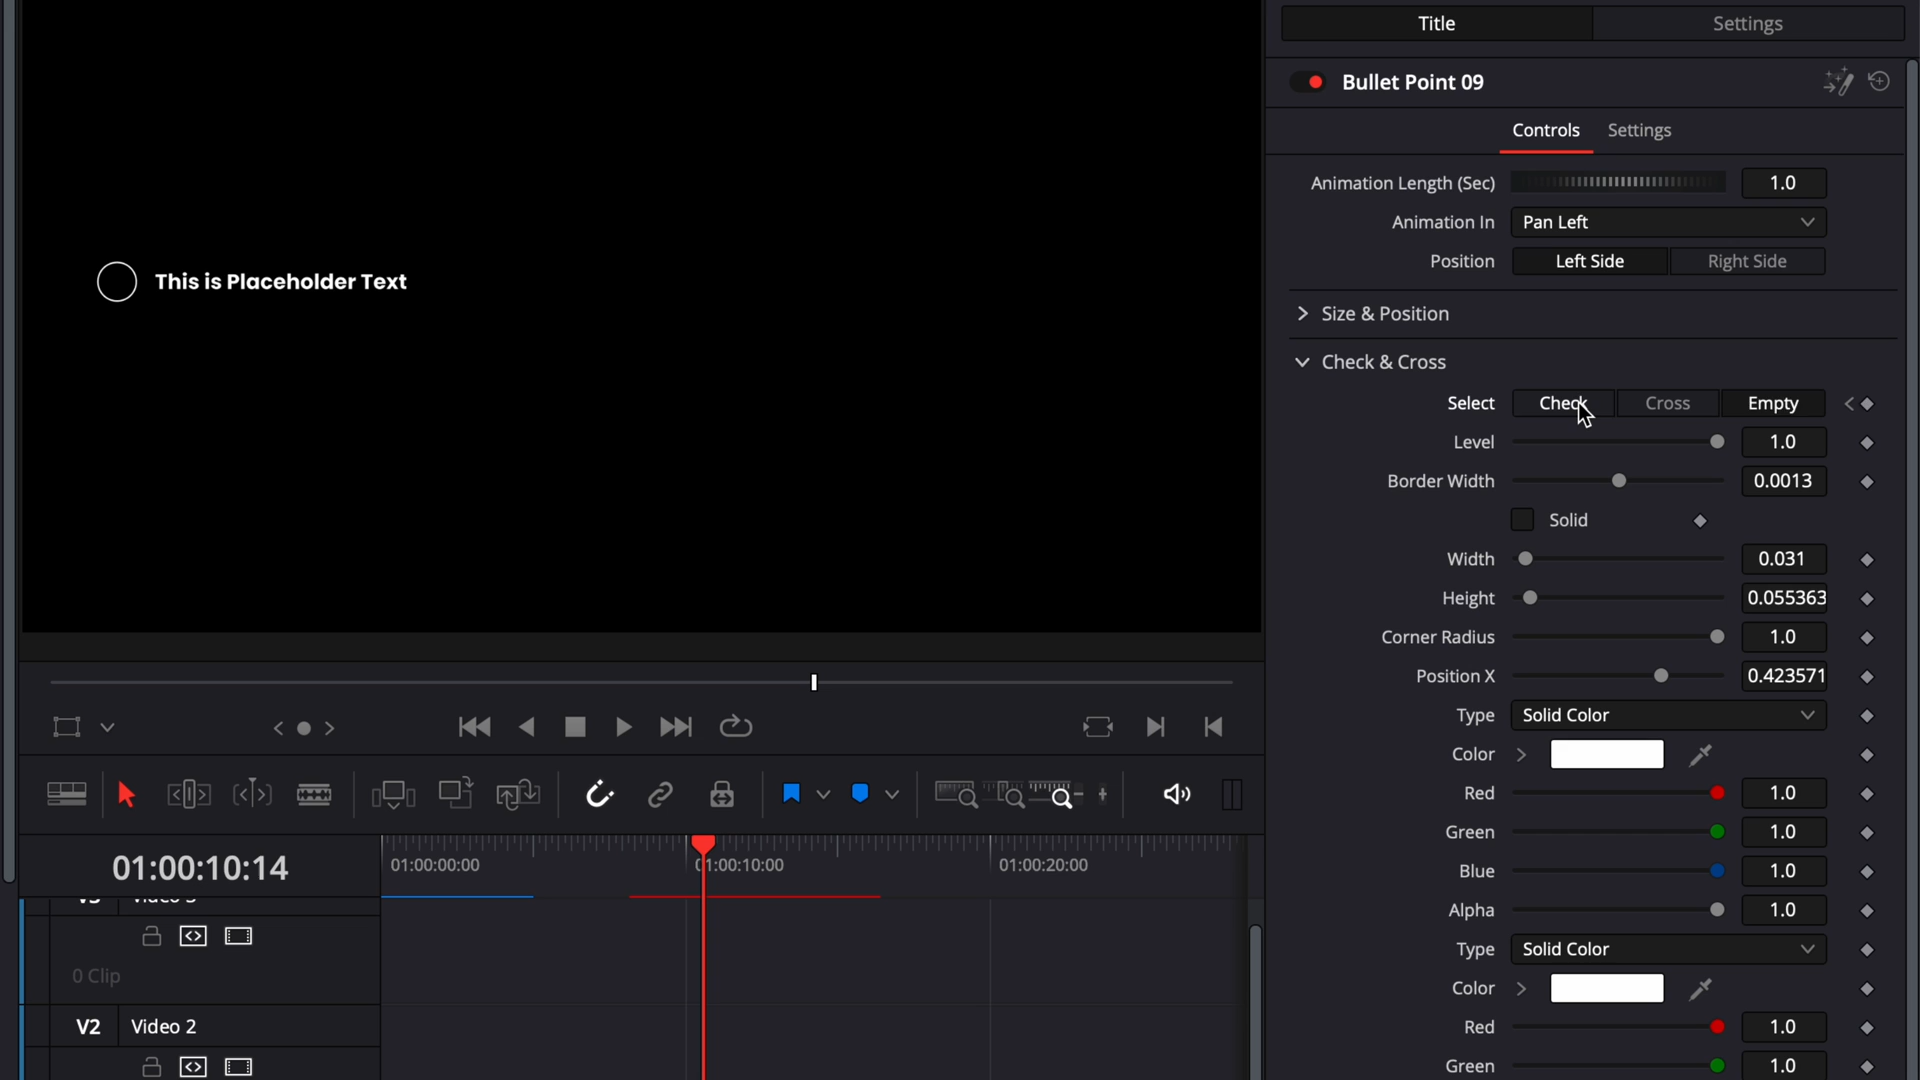 Title Settings
Bullet Point 09
Controls Settings
Animation Length (Sec) 1.0
Animation In Pan Left
Position Left Side Right Side
Size & Position
Check & Cross
Select Check Cross Empty
Level 1.0
Border Width 0.0013
Solid
Width 0.031
Height 0.055363
Corner Radius 1.0
Position X 0.423571
Type Solid Color
Color
Red 1.0
Green 1.0
Blue 1.0
Alpha 1.0
Type Solid Color
Color
Red 1.0
Green 1.0
This is Placeholder Text
01:00:10:14
01:00:00:00 01:00:10:00 01:00:20:00
0 Clip
V2 Video 2